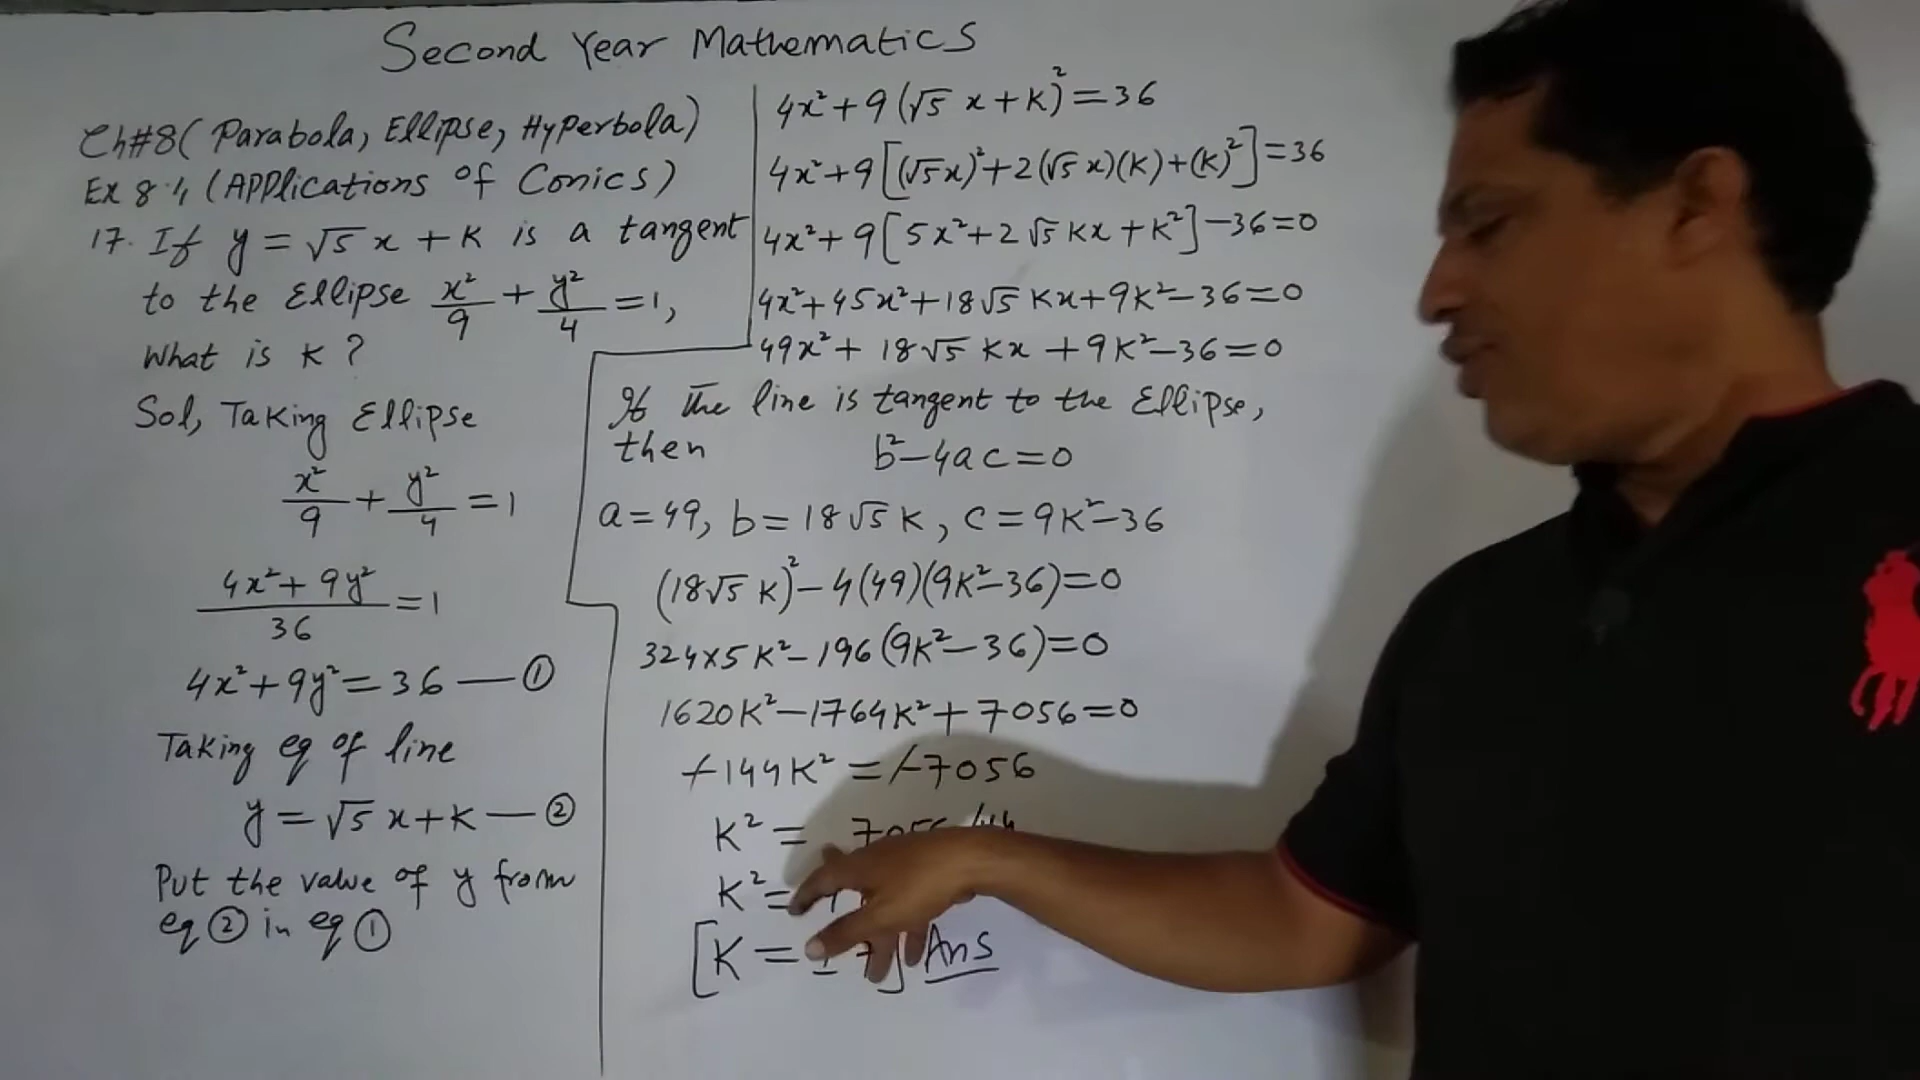 Second Year Mathematics
Ch#8(Parabola, Ellipse, Hyperbola)
Ex 8.4 (Applications of Conics)
17. If y = √5 x + K is a tangent
to the Ellipse x²/9 + y²/4 = 1,
What is K ?
Sol, Taking Ellipse
x²/9 + y²/4 = 1
4x² + 9y² / 36 = 1
4x² + 9y² = 36 — ①
Taking eq of line
y = √5 x + K — ②
Put the value of y from
eq ② in eq ①
4x² + 9(√5 x + K)² = 36
4x² + 9[(√5x)² + 2(√5 x)(K) + (K)²] = 36
4x² + 9[5x² + 2√5 Kx + K²] - 36 = 0
4x² + 45x² + 18√5 Kx + 9K² - 36 = 0
49x² + 18√5 Kx + 9K² - 36 = 0
If The line is tangent to the Ellipse,
then b² - 4ac = 0
a = 49, b = 18√5 K, c = 9K² - 36
(18√5 K)² - 4(49)(9K² - 36) = 0
324×5K² - 196(9K² - 36) = 0
1620K² - 1764K² + 7056 = 0
-144K² = -7056
K² =
K² =
[K = ± 7] Ans